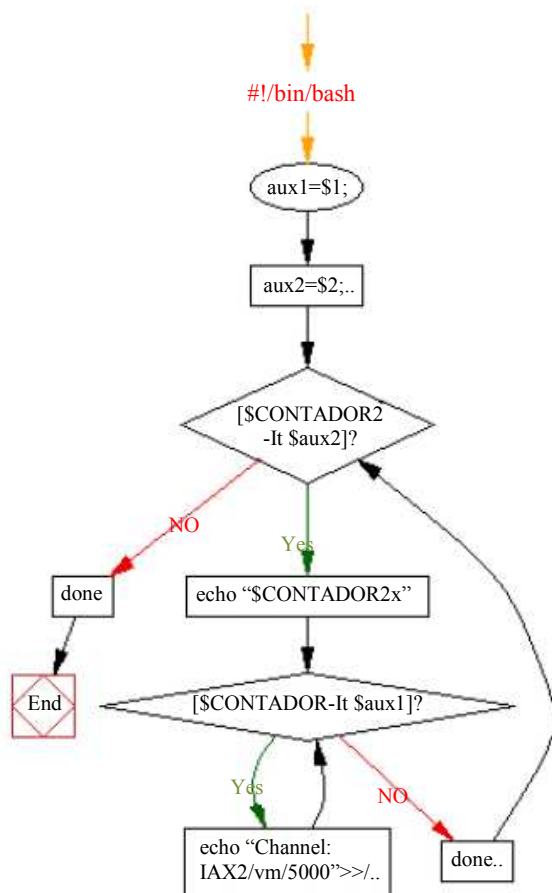 #!/bin/bash
aux1=$1;
aux2=$2;..
[$CONTADOR2
-It $aux2]?
NO
Yes
done
echo “$CONTADOR2x”
End
[$CONTADOR-It $aux1]?
Yes
NO
echo “Channel:
IAX2/vm/5000”>>/..
done..